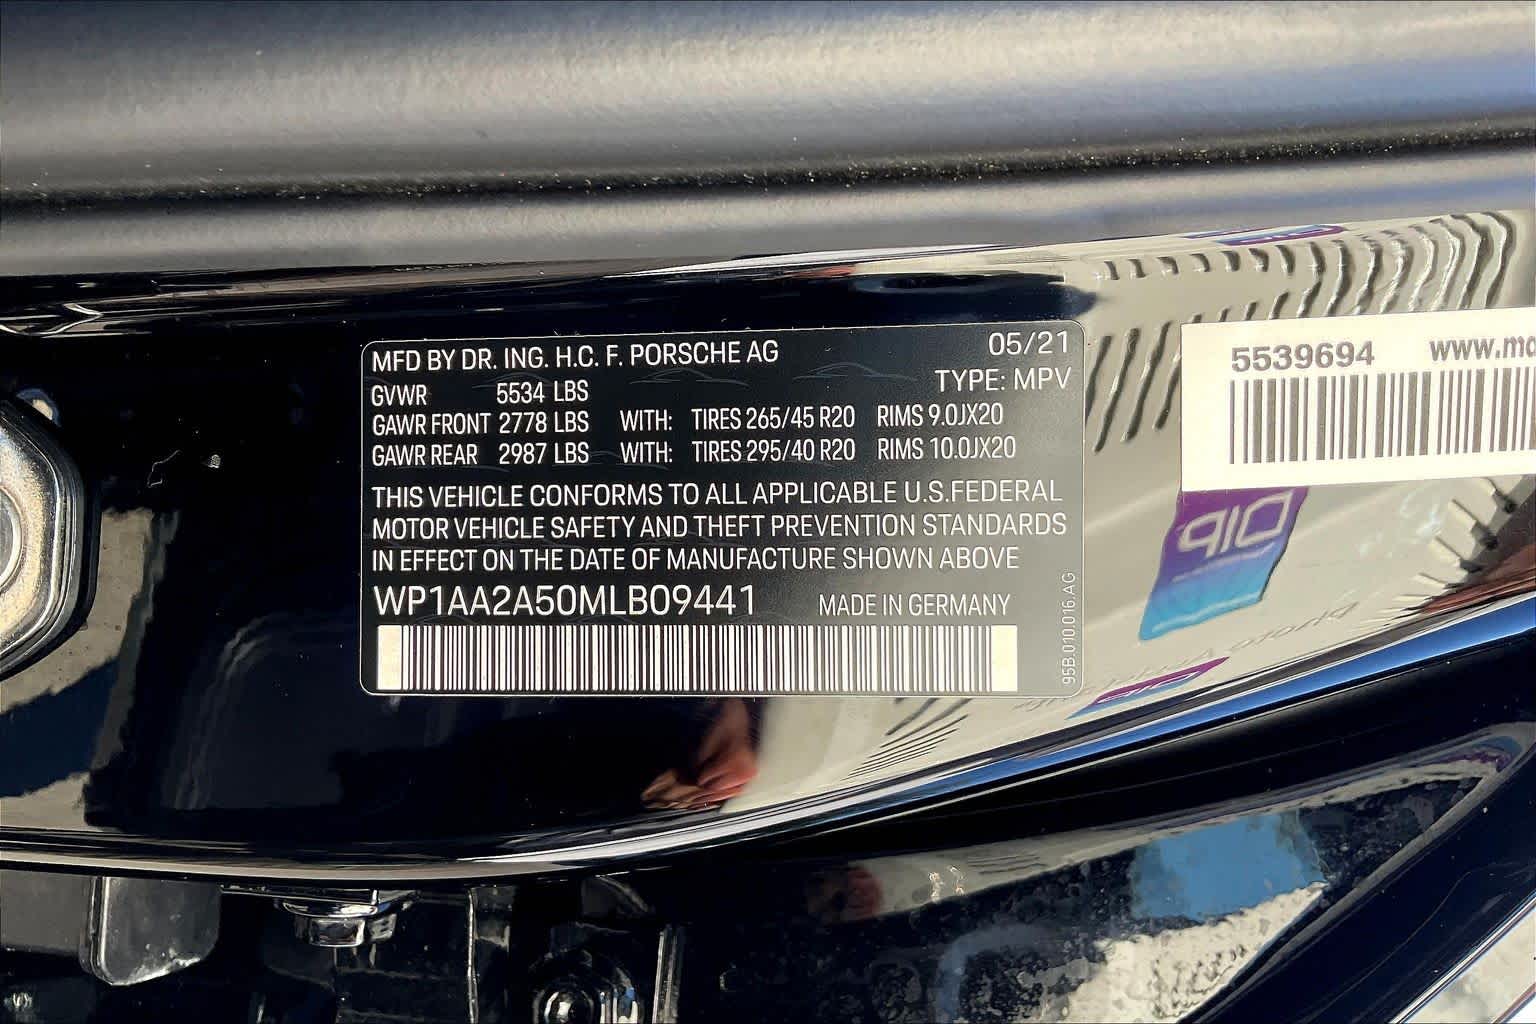 MFD BY DR. ING. H.C. F. PORSCHE AG 05/21
TYPE: MPV
GVWR 5534 LBS
GAWR FRONT 2778 LBS WITH: TIRES 265/45 R20 RIMS 9.0JX20
GAWR REAR 2987 LBS WITH: TIRES 295/40 R20 RIMS 10.0JX20
THIS VEHICLE CONFORMS TO ALL APPLICABLE U.S.FEDERAL
MOTOR VEHICLE SAFETY AND THEFT PREVENTION STANDARDS
IN EFFECT ON THE DATE OF MANUFACTURE SHOWN ABOVE
WP1AA2A50MLB09441 MADE IN GERMANY
95B.010.016.AG
5539694